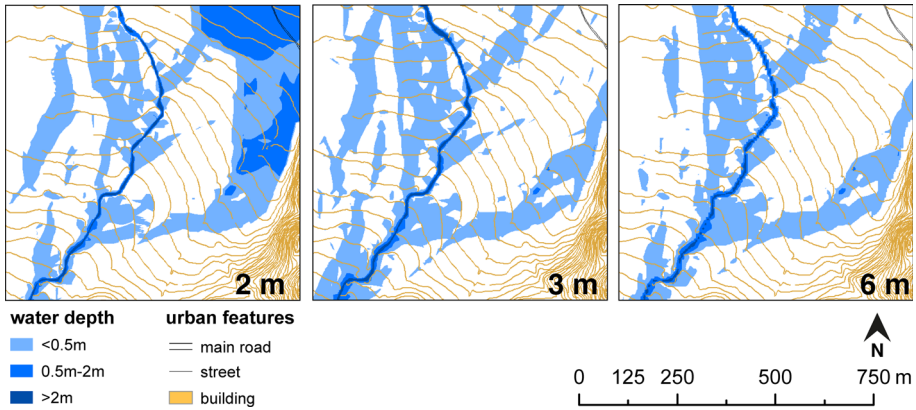 2 m
3 m
6 m
water depth
<0.5m
0.5m-2m
>2m
urban features
main road
street
building
N
0 125 250 500 750 m